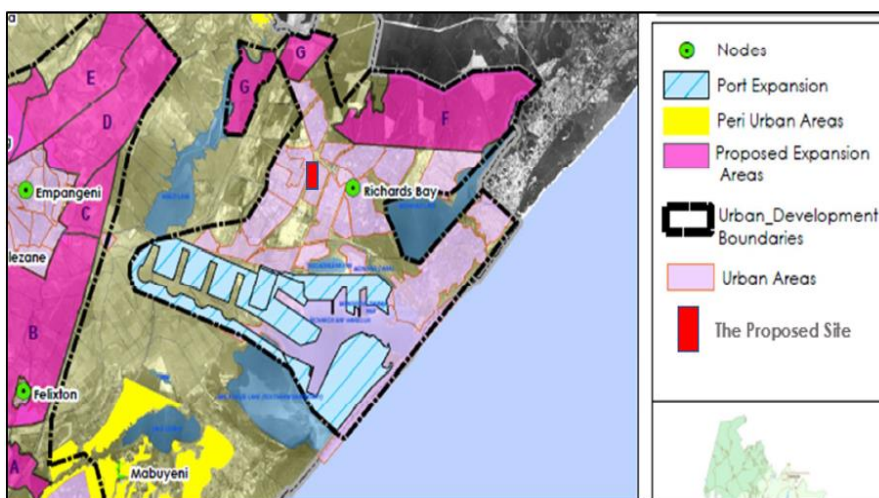 G
G
E
D
F
Empangeni
Richards Bay
C
lezane
B
Felixton
A
Mabuyeni
Nodes
Port Expansion
Peri Urban Areas
Proposed Expansion
Areas
Urban_Development
Boundaries
Urban Areas
The Proposed Site